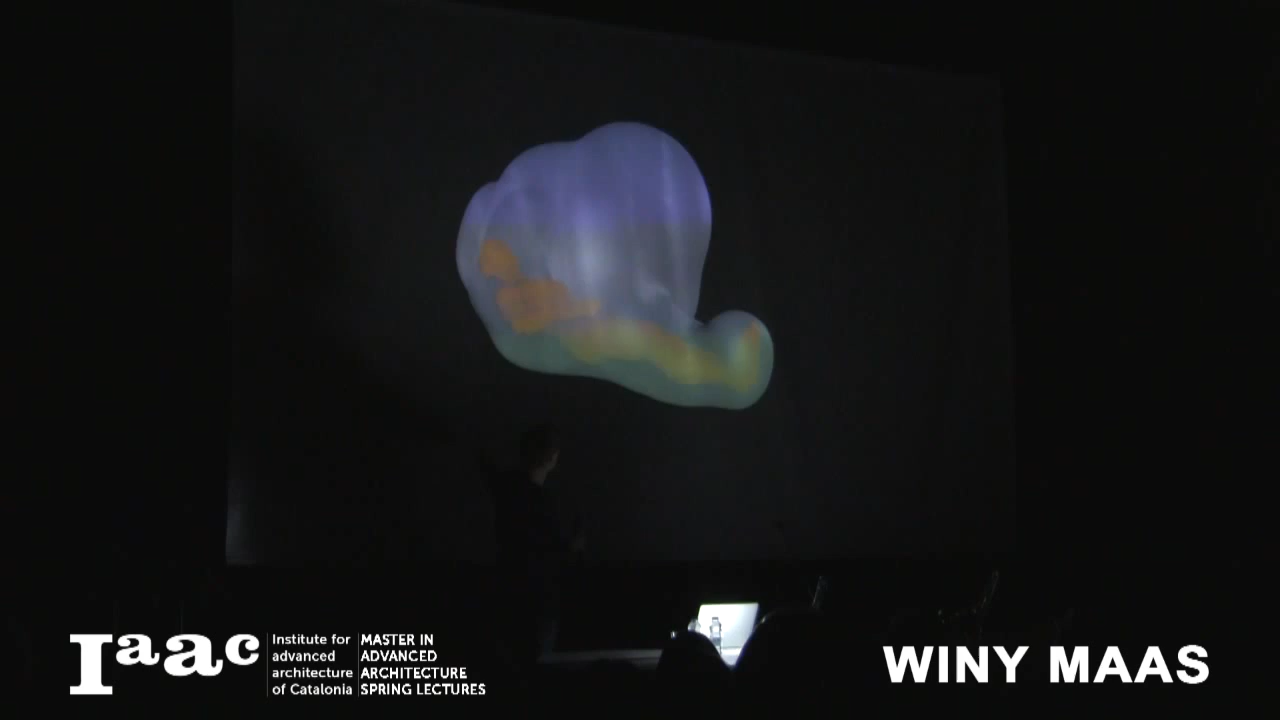 Iaac
Institute for
advanced
architecture
of Catalonia
MASTER IN
ADVANCED
ARCHITECTURE
SPRING LECTURES
WINY MAAS